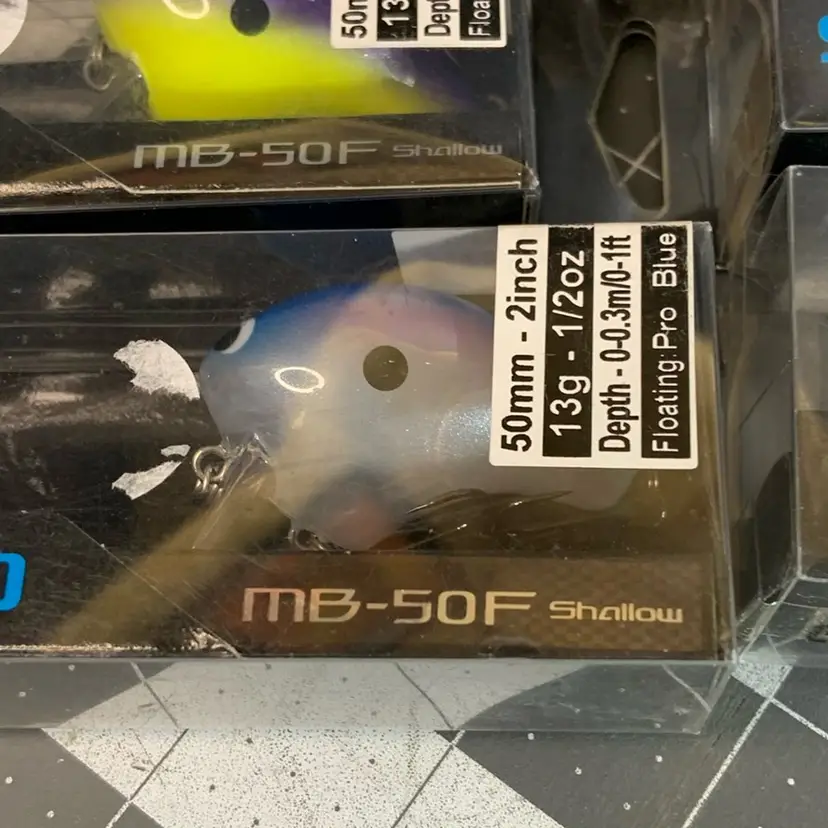 MB-50F Shallow
50mm - 2inch
13g - 1/2oz
Depth - 0-0.3m/0-1ft
Floating:Pro Blue
MB-50F Shallow